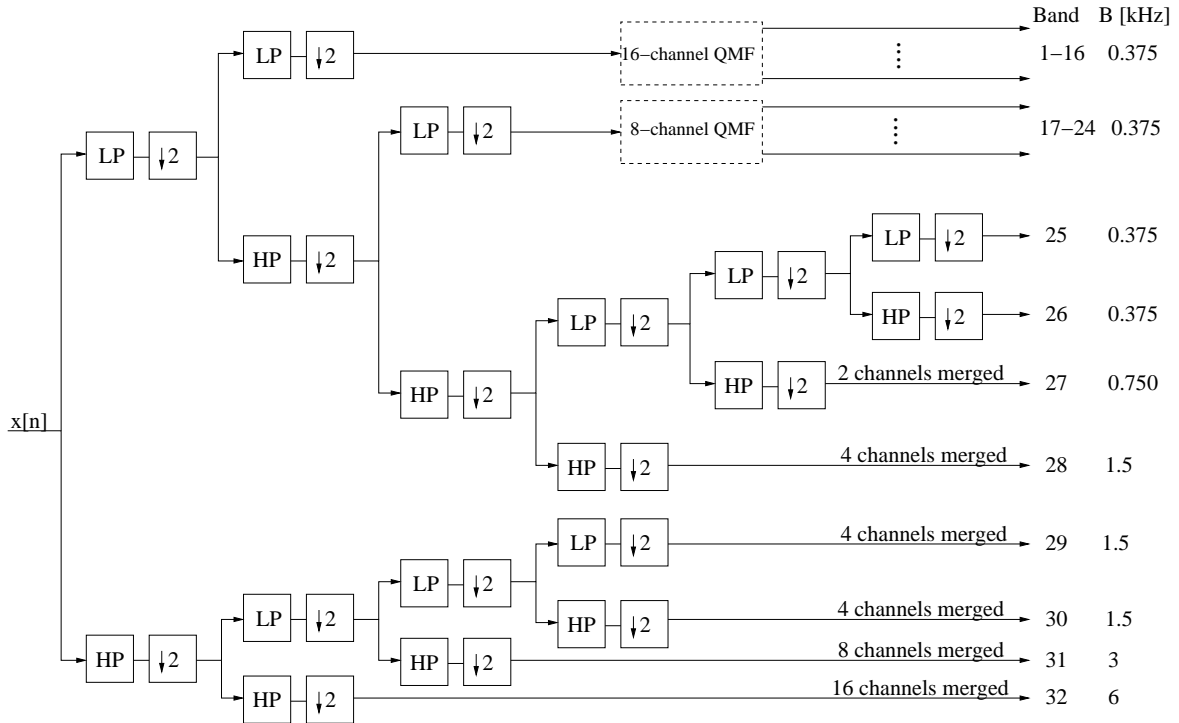 Band B [kHz]
LP ↓2 16−channel QMF 1−16 0.375
LP ↓2 8−channel QMF 17−24 0.375
LP ↓2
LP ↓2 25 0.375
HP ↓2
LP ↓2
HP ↓2 26 0.375
LP ↓2
HP ↓2 2 channels merged 27 0.750
HP ↓2
x[n]
HP ↓2 4 channels merged 28 1.5
LP ↓2 4 channels merged 29 1.5
LP ↓2
LP ↓2
HP ↓2 4 channels merged 30 1.5
HP ↓2
HP ↓2 8 channels merged 31 3
HP ↓2 16 channels merged 32 6